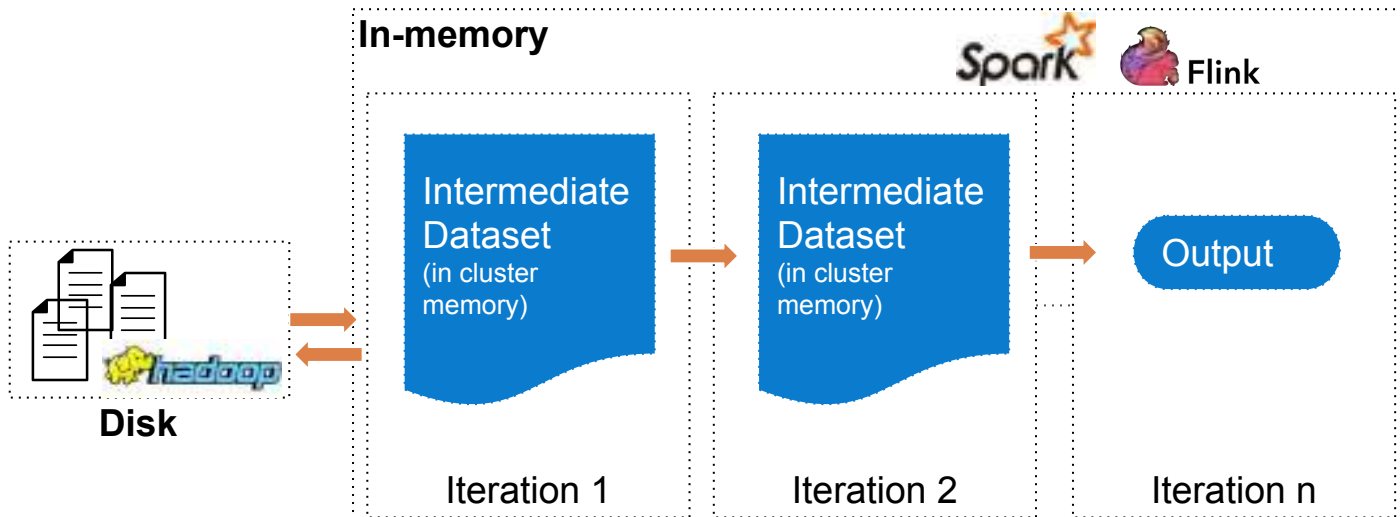 In-memory
Spark
Flink
Intermediate
Dataset
(in cluster
memory)
Intermediate
Dataset
(in cluster
memory)
Output
hadoop
Disk
Iteration 1
Iteration 2
Iteration n